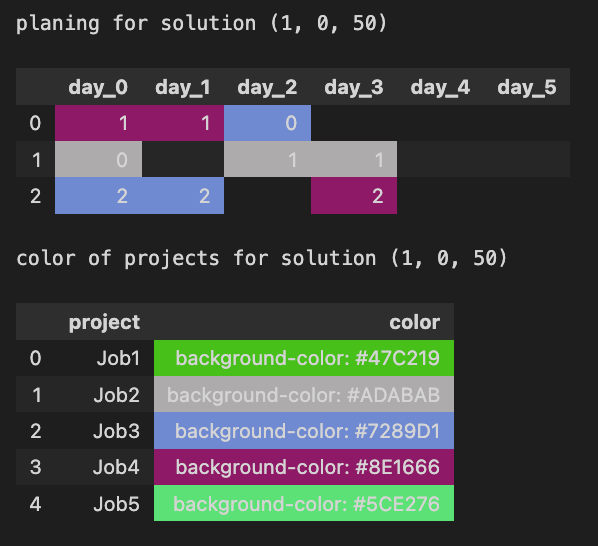 planing for solution (1, 0, 50)
day_0 day_1 day_2 day_3 day_4 day_5
0 1 1 0
1 0 1 1
2 2 2 2
color of projects for solution (1, 0, 50)
project color
0 Job1 background-color: #47C219
1 Job2 background-color: #ADABAB
2 Job3 background-color: #7289D1
3 Job4 background-color: #8E1666
4 Job5 background-color: #5CE276